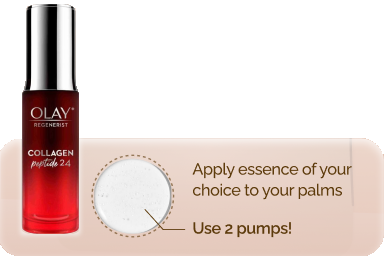 OLAY
REGENERIST
COLLAGEN
peptide 24
Apply essence of your
choice to your palms
Use 2 pumps!